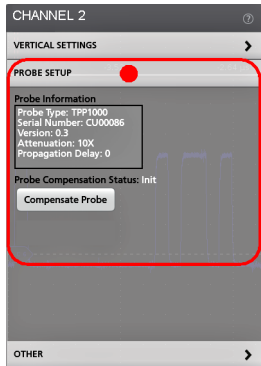 CHANNEL 2
VERTICAL SETTINGS
PROBE SETUP
Probe Information
Probe Type: TPP1000
Serial Number: CU00086
Version: 0.3
Attenuation: 10X
Propagation Delay: 0
Probe Compensation Status: Init
Compensate Probe
OTHER